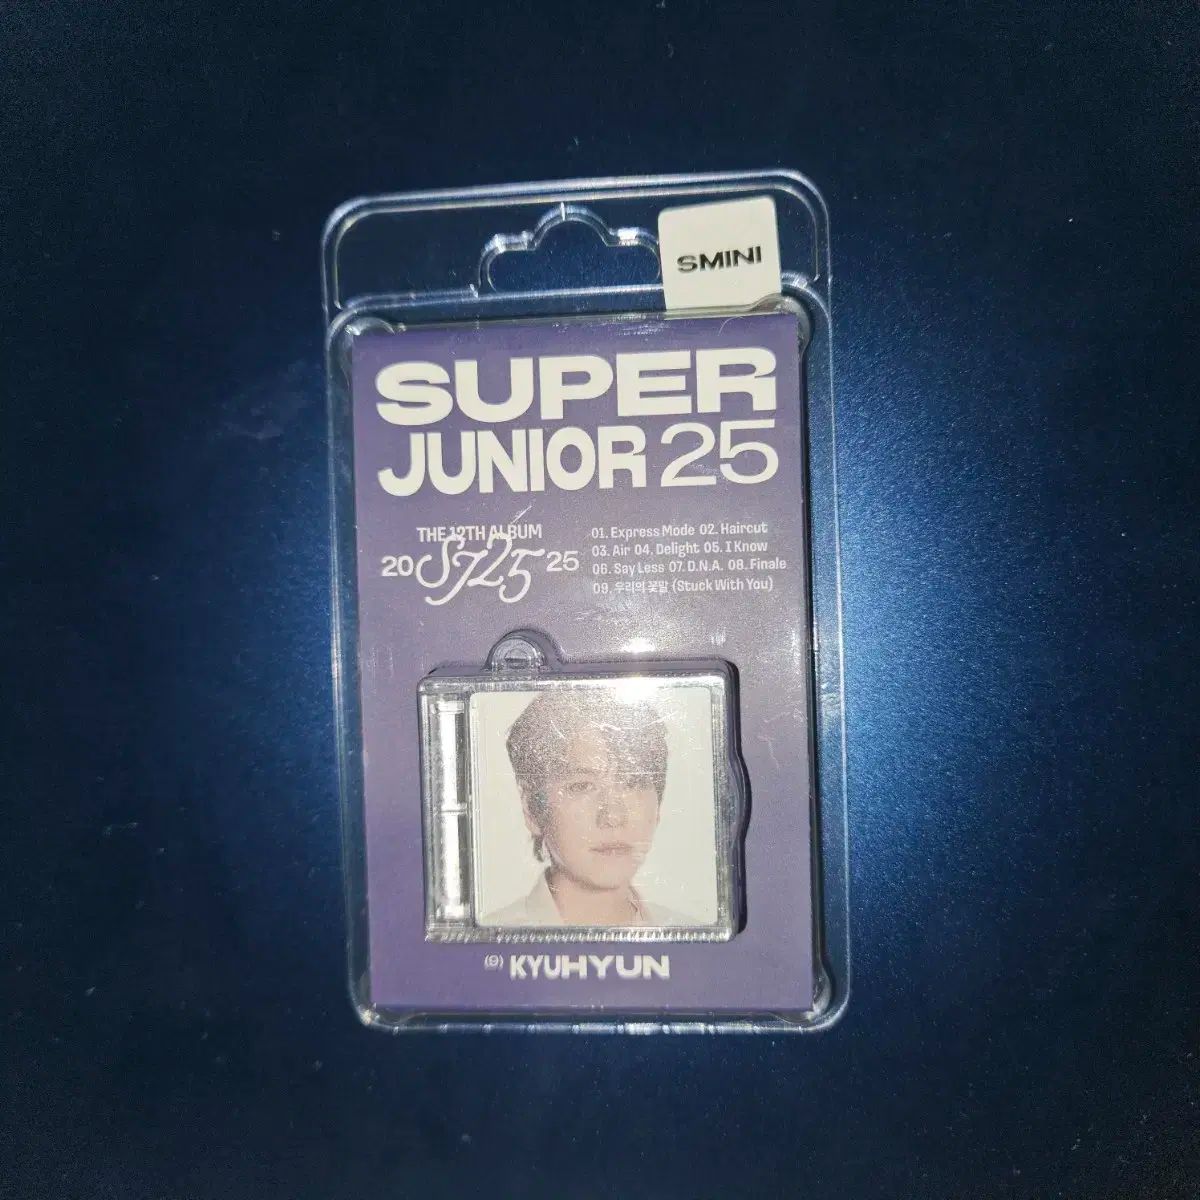 SMINI
SUPER
JUNIOR 25
THE 12TH ALBUM
20 SJ25 25
01. Express Mode 02. Haircut
03. Air 04. Delight 05. I Know
06. Say Less 07. D.N.A. 08. Finale
09. 우리의 꽃말 (Stuck With You)
(9) KYUHYUN